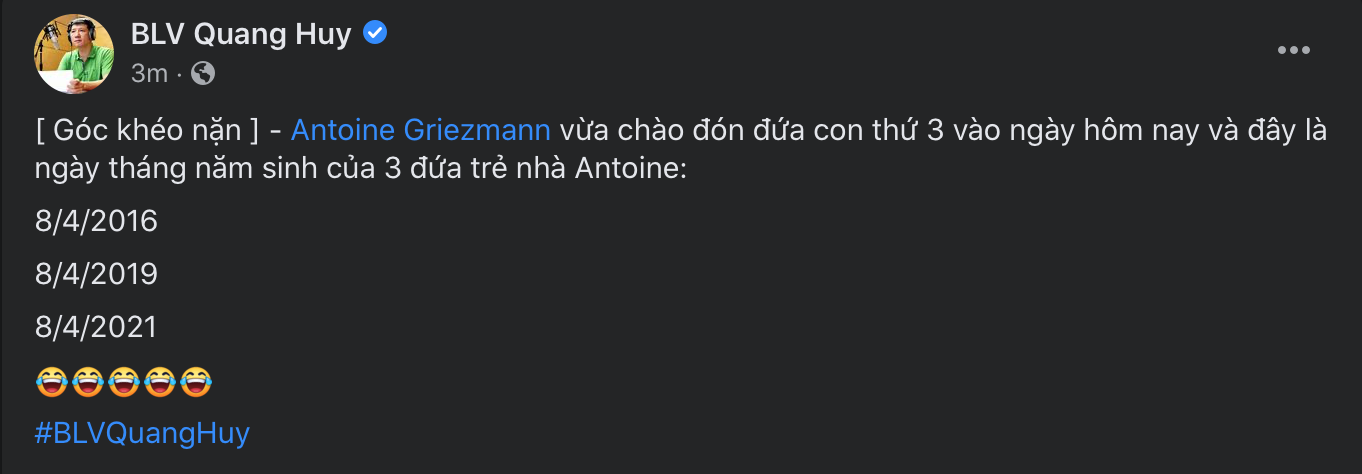 BLV Quang Huy
3m ·
[ Góc khéo nặn ] - Antoine Griezmann vừa chào đón đứa con thứ 3 vào ngày hôm nay và đây là
ngày tháng năm sinh của 3 đứa trẻ nhà Antoine:
8/4/2016
8/4/2019
8/4/2021
😂😂😂😂😂
#BLVQuangHuy